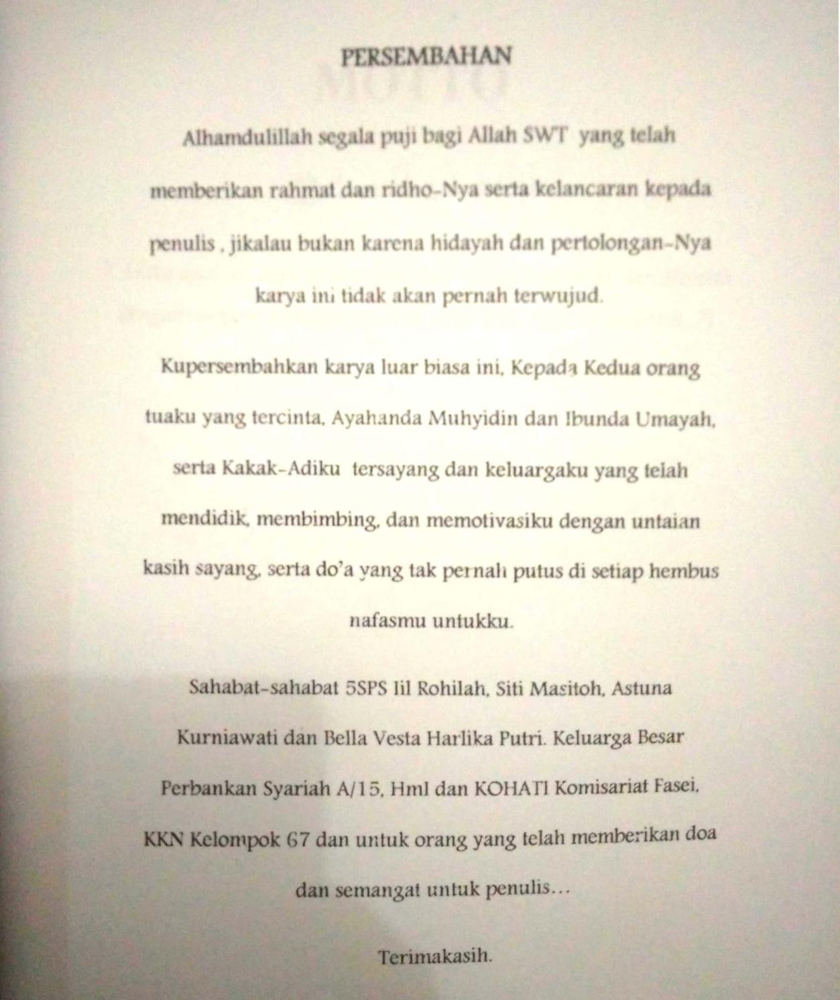 PERSEMBAHAN
Alhamdulillah segala puji bagi Allah SWT yang telah
memberikan rahmat dan ridho-Nya serta kelancaran kepada
penulis , jikalau bukan karena hidayah dan pertolongan-Nya
karya ini tidak akan pernah terwujud.
Kupersembahkan karya luar biasa ini, Kepada Kedua orang
tuaku yang tercinta, Ayahanda Muhyidin dan Ibunda Umayah,
serta Kakak-Adiku tersayang dan keluargaku yang telah
mendidik, membimbing, dan memotivasiku dengan untaian
kasih sayang, serta do'a yang tak pernah putus di setiap hembus
nafasmu untukku.
Sahabat-sahabat 5SPS Iil Rohilah, Siti Masitoh, Astuna
Kurniawati dan Bella Vesta Harlika Putri. Keluarga Besar
Perbankan Syariah A/15, HmI dan KOHATI Komisariat Fasei,
KKN Kelompok 67 dan untuk orang yang telah memberikan doa
dan semangat untuk penulis...
Terimakasih.